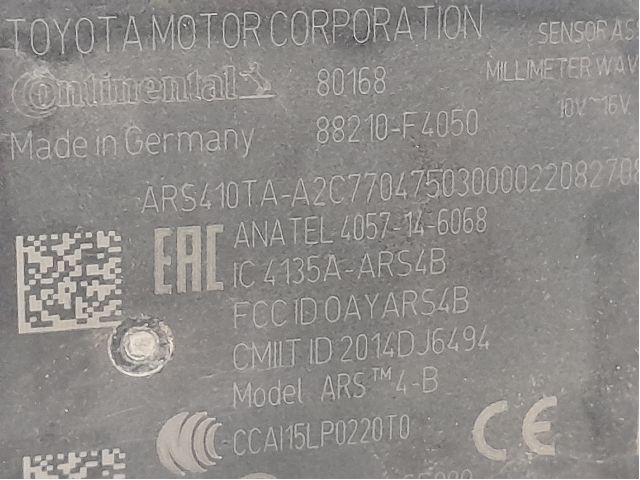 TOYOTA MOTOR CORPORATION
SENSOR AS
Continental
80168
MILLIMETER WAV
10V~16V
Made in Germany
88210-F4050
ARS410TA-A2C7704750300002208270
EAC
ANATEL 4057-14-6068
IC 4135A-ARS4B
FCC ID OAYARS4B
CMIIT ID 2014DJ6494
Model ARS™4-B
CCAI15LP0220T0
CE